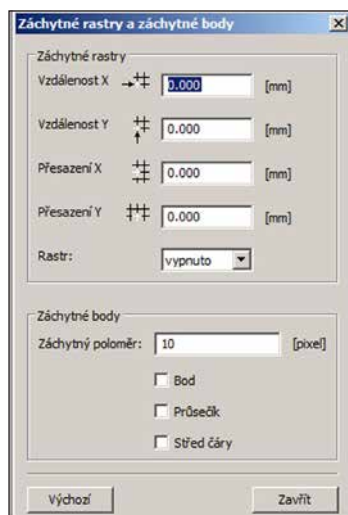 Záchytné rastry a záchytné body
Záchytné rastry
Vzdálenost X 0.000 [mm]
Vzdálenost Y 0.000 [mm]
Přesazení X 0.000 [mm]
Přesazení Y 0.000 [mm]
Rastr: vypnuto
Záchytné body
Záchytný poloměr: 10 [pixel]
Bod
Průsečík
Střed čáry
Výchozí Zavřít